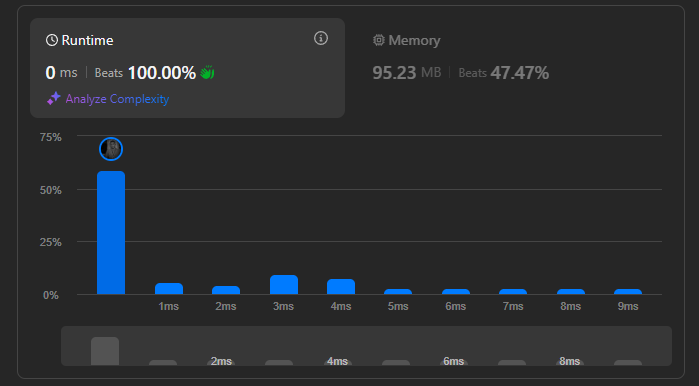 Runtime
0 ms | Beats 100.00%
Analyze Complexity
Memory
95.23 MB | Beats 47.47%
75%
50%
25%
0%
1ms 2ms 3ms 4ms 5ms 6ms 7ms 8ms 9ms
2ms 4ms 6ms 8ms